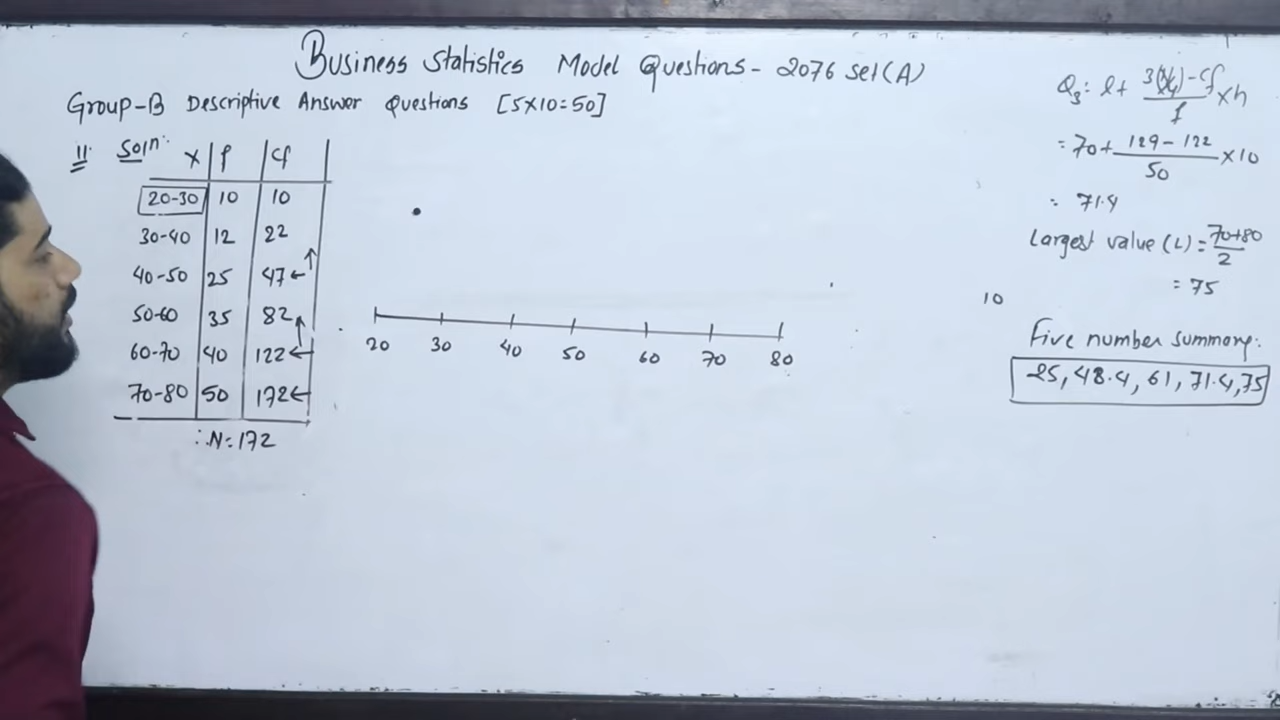 Business Statistics Model Questions - 2076 Set (A)
Group-B Descriptive Answer Questions [5×10=50]
11. Soln:
X f cf
20-30 10 10
30-40 12 22
40-50 25 47←
50-60 35 82
60-70 40 122←
70-80 50 172←
∴ N = 172
20 30 40 50 60 70 80
Q3 = l + 3(N/4) - cf / f × h
= 70 + 129 - 122 / 50 × 10
= 71.4
Largest value (L) = 70+80 / 2
= 75
10
Five number summary:
25, 48.4, 61, 71.4, 75